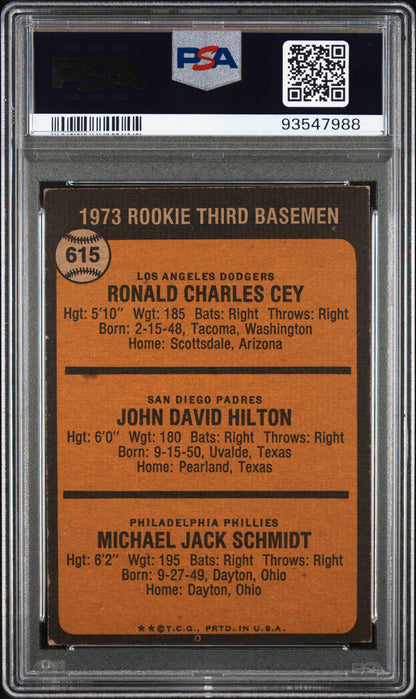 PSA
PSA
93547988
1973 ROOKIE THIRD BASEMEN
615
LOS ANGELES DODGERS
RONALD CHARLES CEY
Hgt: 5'10" Wgt: 185 Bats: Right Throws: Right
Born: 2-15-48, Tacoma, Washington
Home: Scottsdale, Arizona
SAN DIEGO PADRES
JOHN DAVID HILTON
Hgt: 6'0" Wgt: 180 Bats: Right Throws: Right
Born: 9-15-50, Uvalde, Texas
Home: Pearland, Texas
PHILADELPHIA PHILLIES
MICHAEL JACK SCHMIDT
Hgt: 6'2" Wgt: 195 Bats: Right Throws: Right
Born: 9-27-49, Dayton, Ohio
Home: Dayton, Ohio
★★©T.C.G., PRTD. IN U.S.A.
PSA